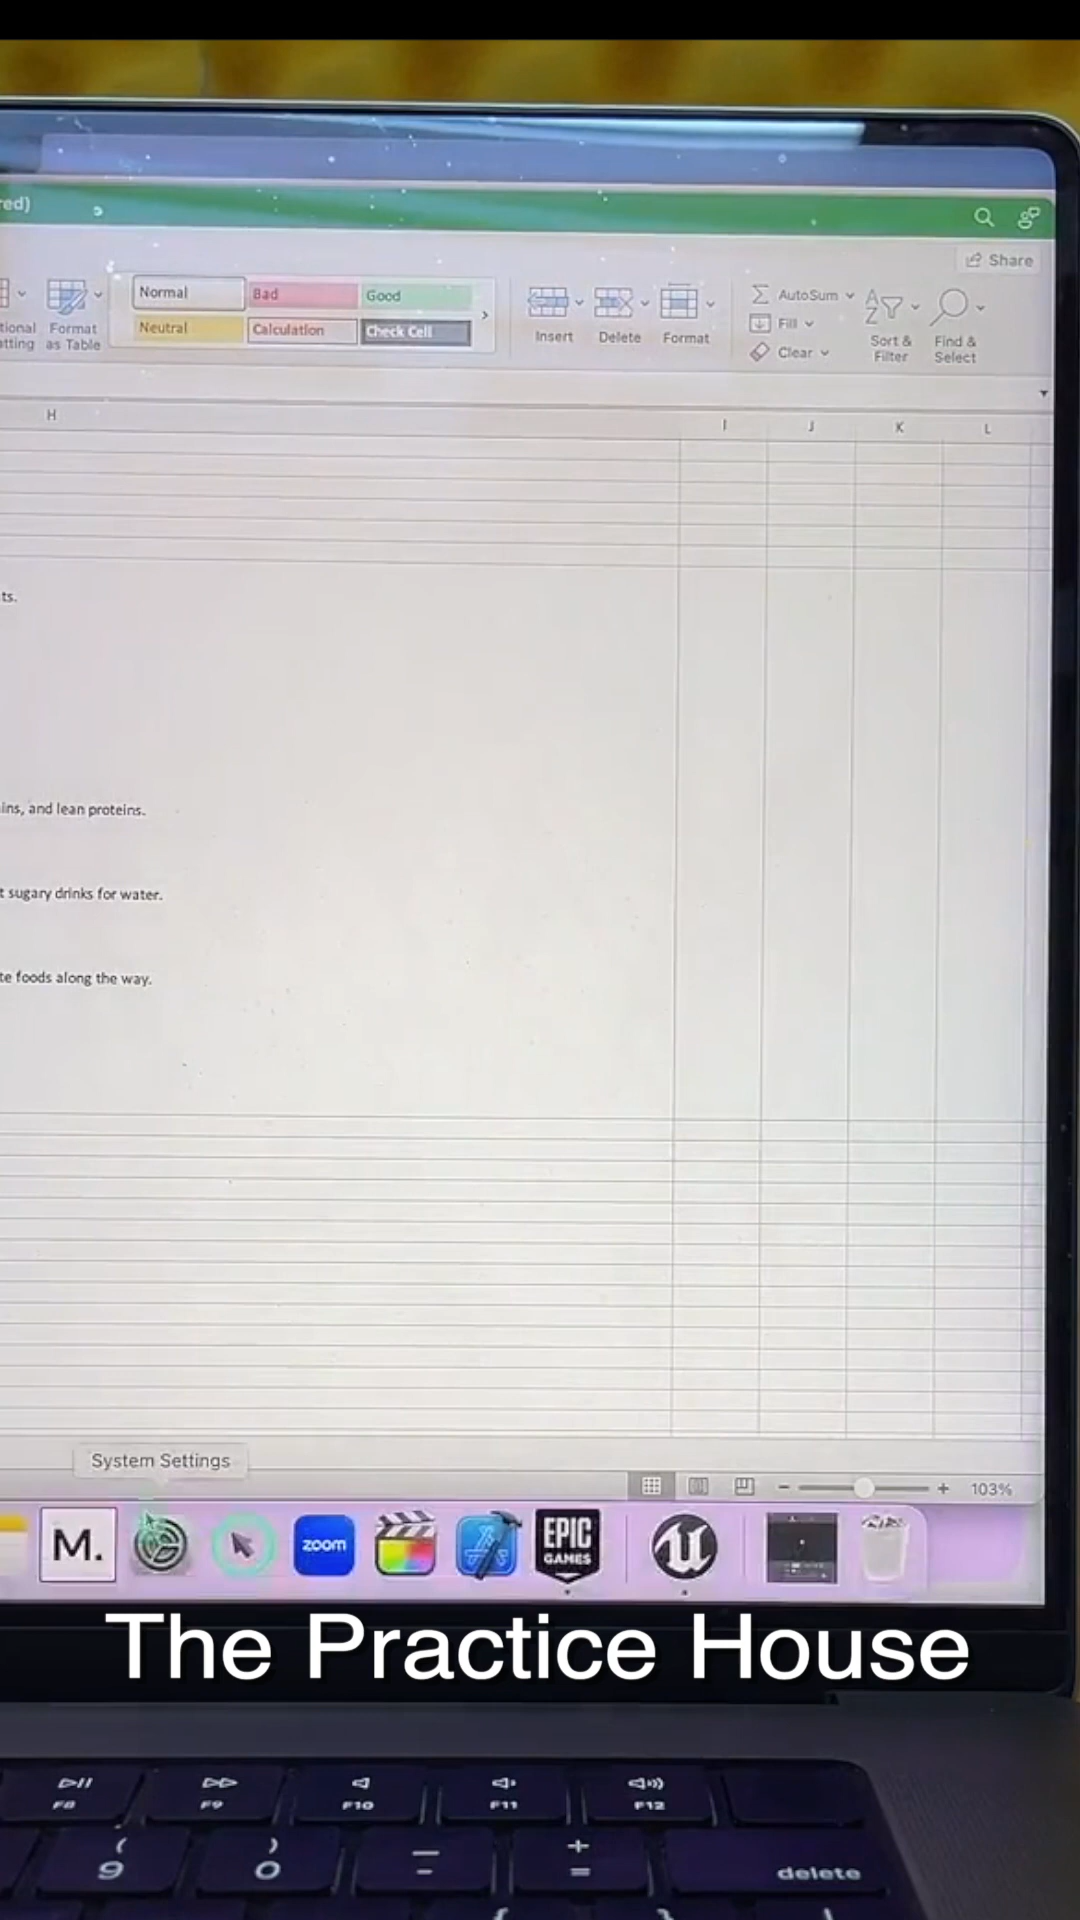 red)
Share
Normal
Bad
Good
Neutral
Calculation
Check Cell
tional
Format
as Table
Insert
Delete
Format
AutoSum
Fill
Clear
Sort &
Filter
Find &
Select
H
I
J
K
L
ts.
ins, and lean proteins.
t sugary drinks for water.
te foods along the way.
System Settings
103%
M.
zoom
EPIC
GAMES
The Practice House
F8
F9
F10
F11
F12
(
9
)
0
+
=
delete